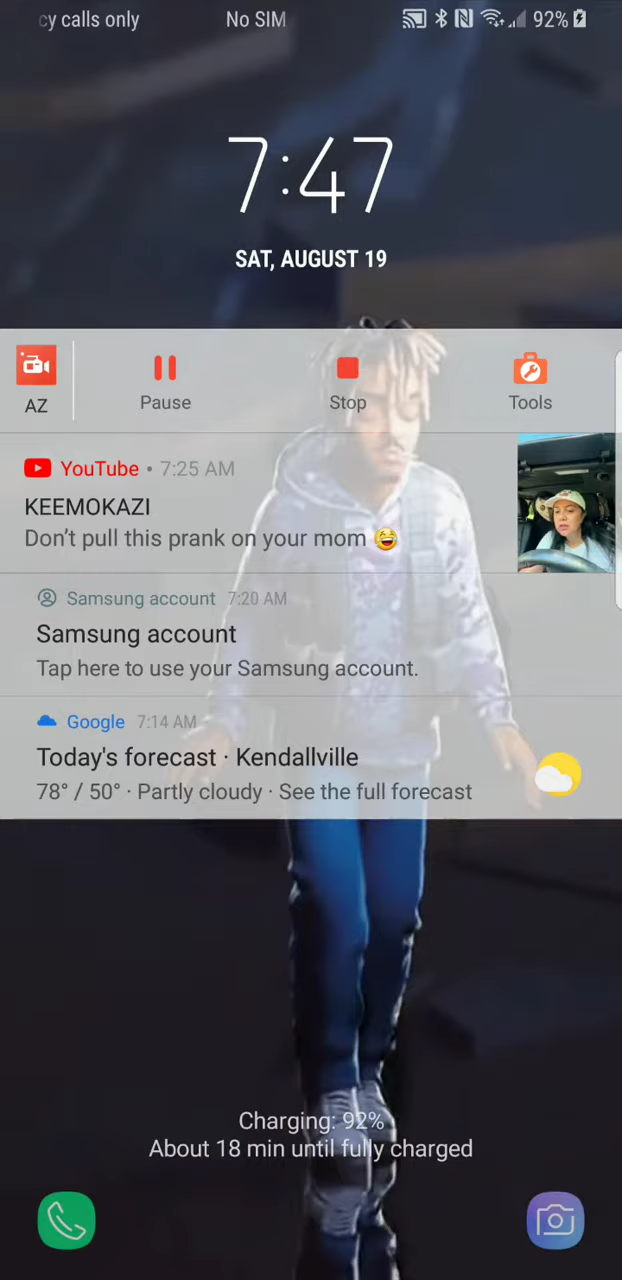 cy calls only No SIM 92%
7:47
SAT, AUGUST 19
AZ Pause Stop Tools
YouTube • 7:25 AM
KEEMOKAZI
Don't pull this prank on your mom 😂
Samsung account 7:20 AM
Samsung account
Tap here to use your Samsung account.
Google 7:14 AM
Today's forecast · Kendallville
78° / 50° · Partly cloudy · See the full forecast
Charging: 92%
About 18 min until fully charged